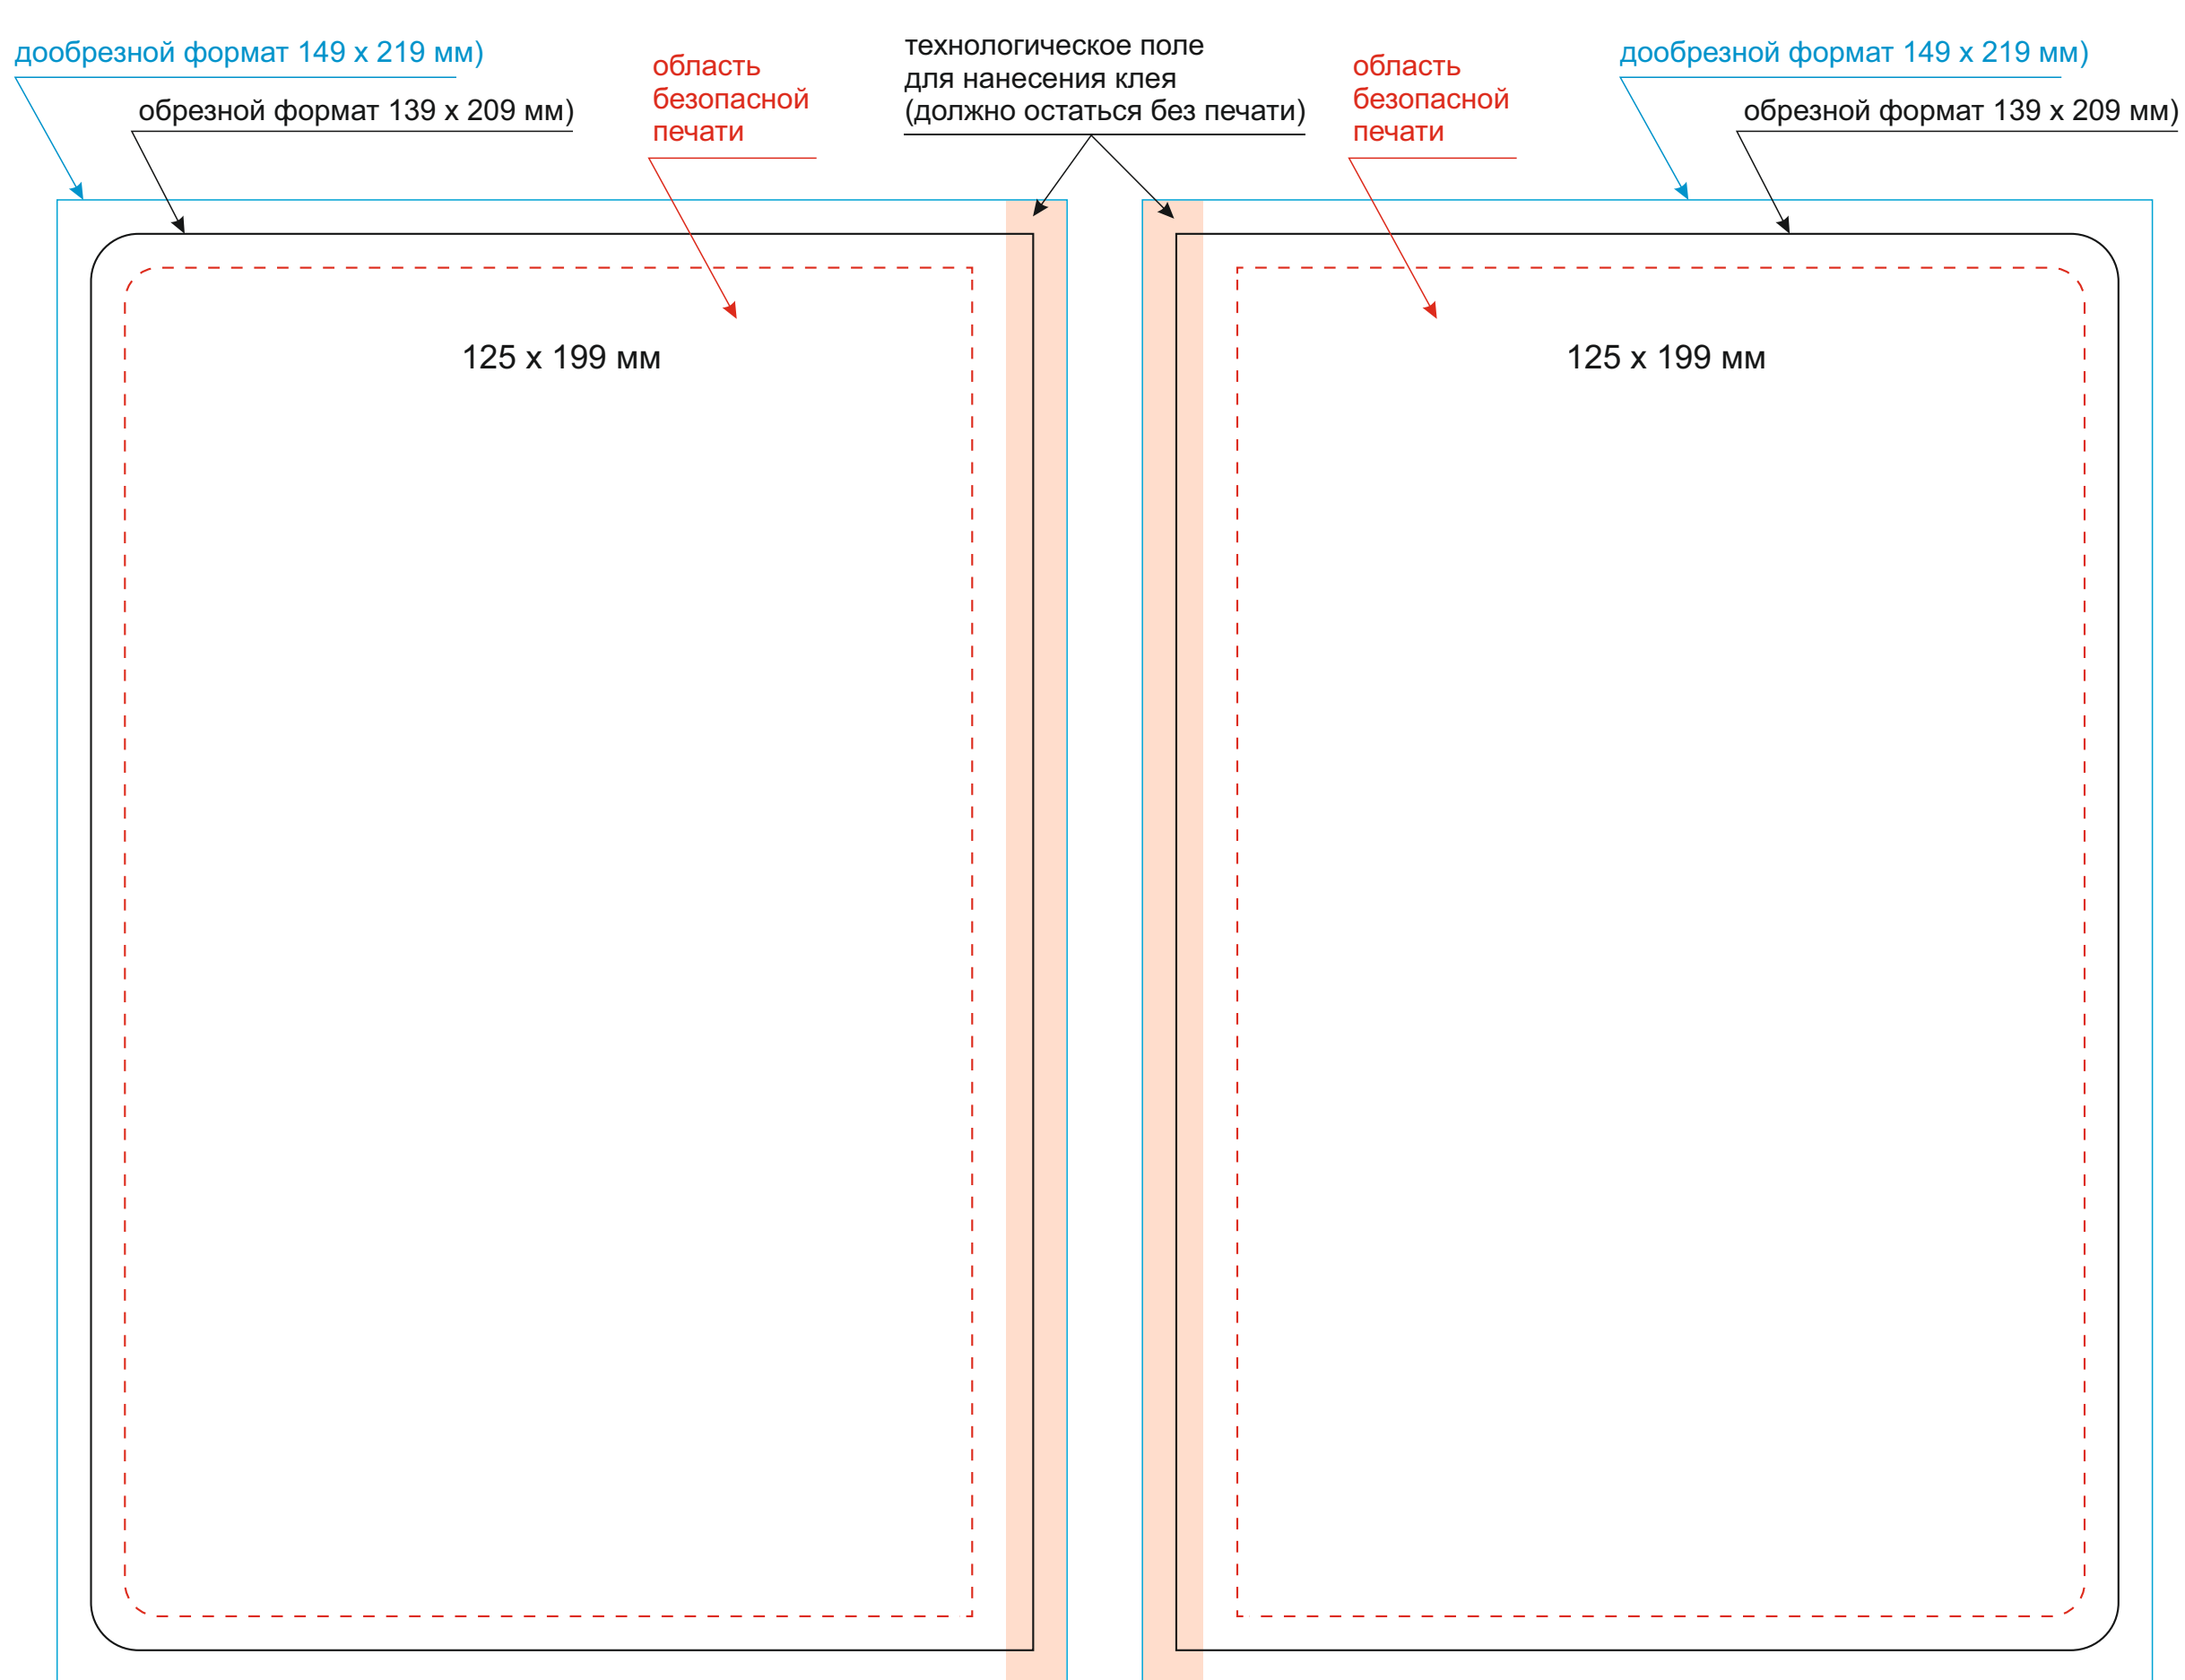 дообрезной формат 149 х 219 мм)
обрезной формат 139 х 209 мм)
область
безопасной
печати
технологическое поле
для нанесения клея
(должно остаться без печати)
область
безопасной
печати
дообрезной формат 149 х 219 мм)
обрезной формат 139 х 209 мм)
125 х 199 мм
125 х 199 мм